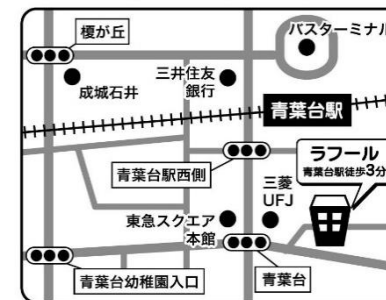 榎が丘
バスターミナル
成城石井
三井住友
銀行
青葉台駅
ラフール
青葉台駅徒歩3分
青葉台駅西側
三菱
UFJ
東急スクエア
本館
青葉台幼稚園入口
青葉台